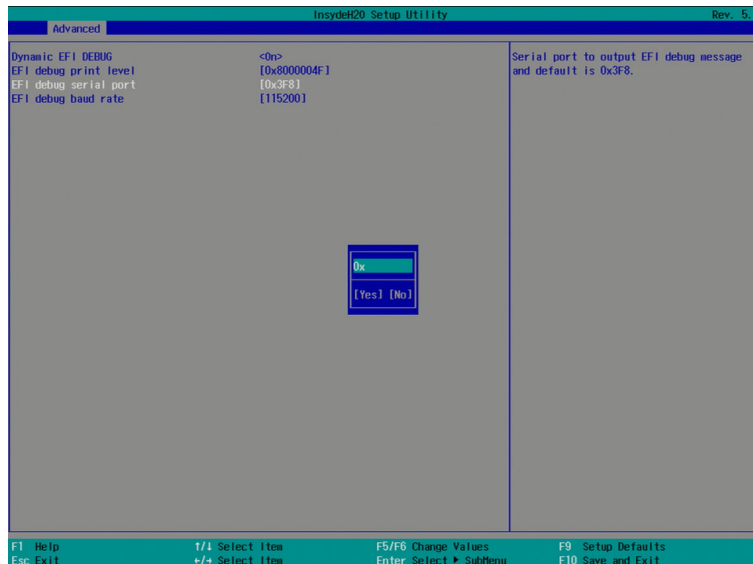 InsydeH20 Setup Utility Rev. 5.
Advanced
Dynamic EFI DEBUG <On>
EFI debug print level [0x8000004F]
EFI debug serial port [0x3F8]
EFI debug baud rate [115200]
Serial port to output EFI debug message
and default is 0x3F8.
0x
[Yes] [No]
F1 Help ↑/↓ Select Item F5/F6 Change Values F9 Setup Defaults
Esc Exit ←/→ Select Item Enter Select ▶ SubMenu F10 Save and Exit